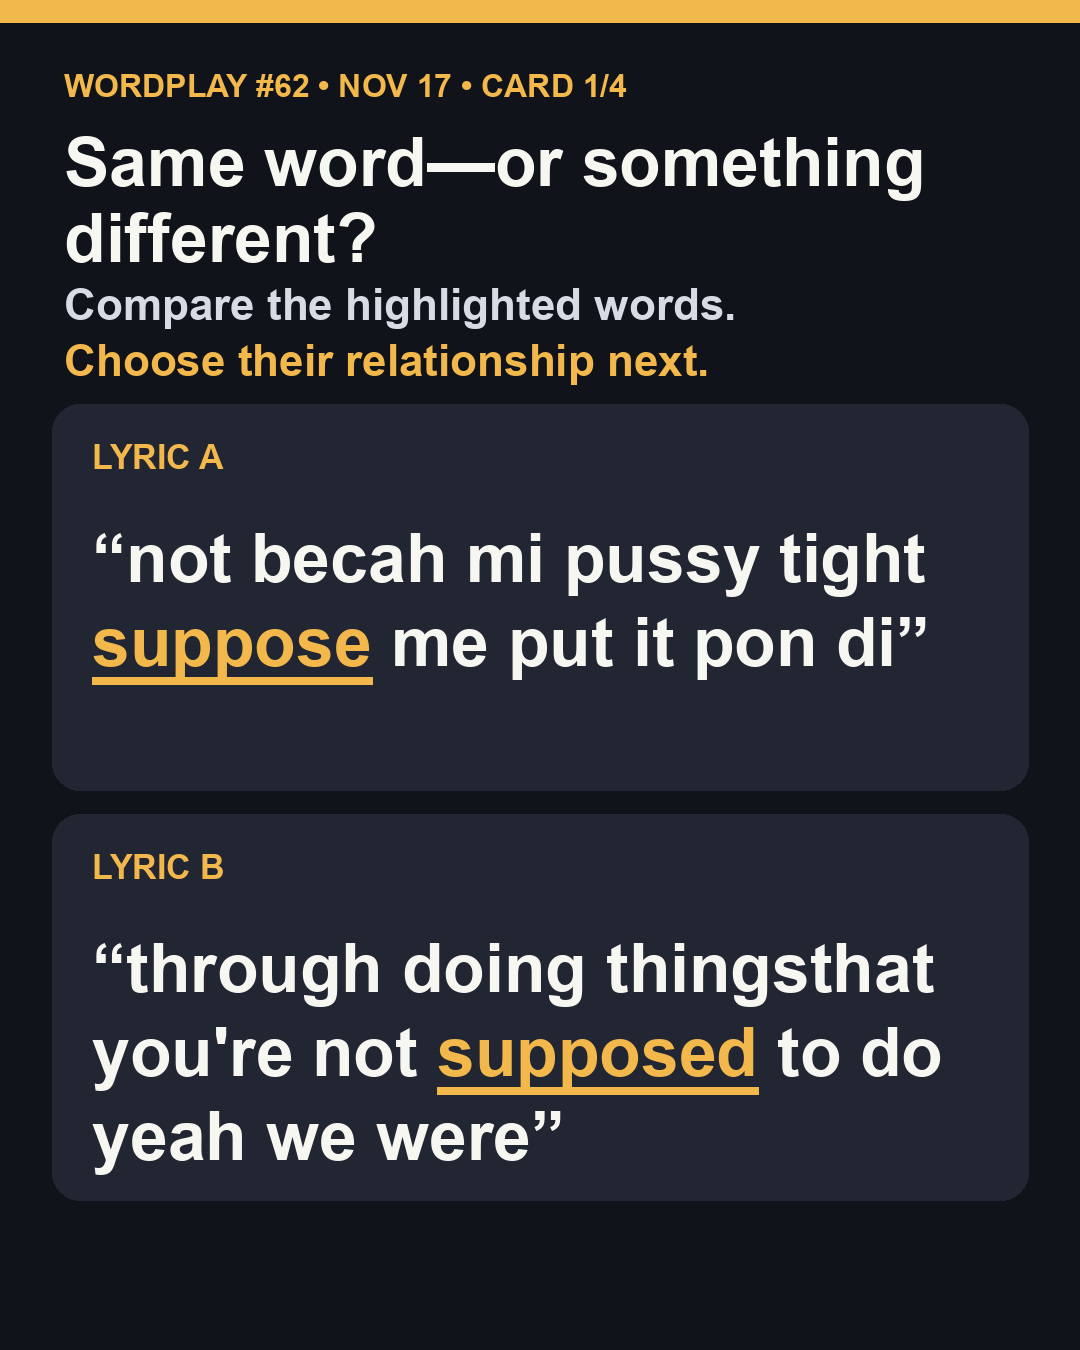 WORDPLAY #62 • NOV 17 • CARD 1/4
Same word—or something
different?
Compare the highlighted words.
Choose their relationship next.
LYRIC A
“not becah mi pussy tight
suppose me put it pon di”
LYRIC B
“through doing thingsthat
you're not supposed to do
yeah we were”